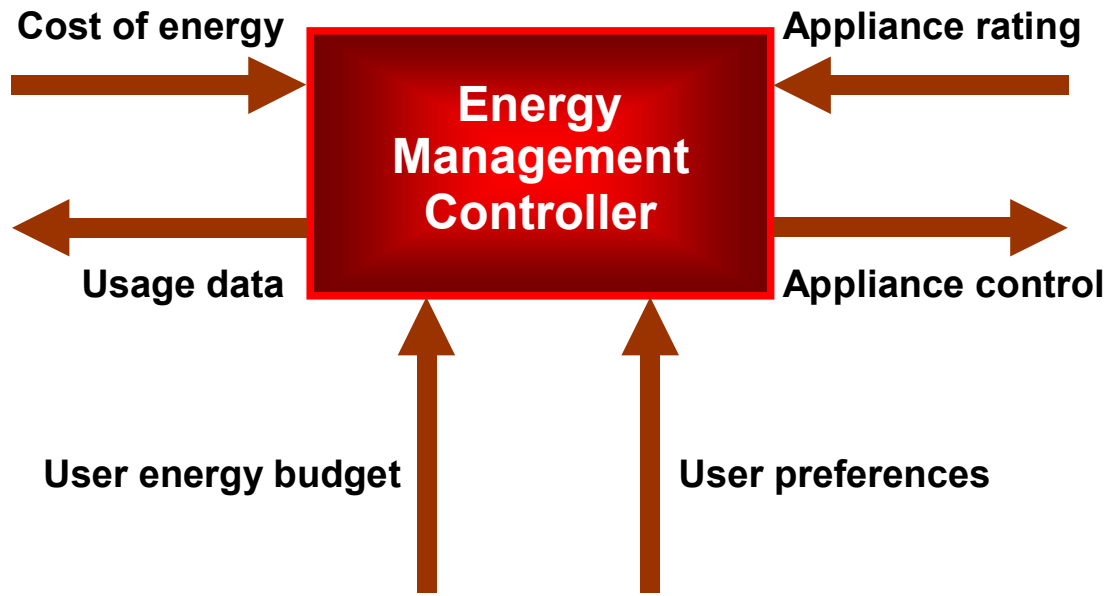 Cost of energy
Appliance rating
Energy
Management
Controller
Usage data
Appliance control
User energy budget
User preferences